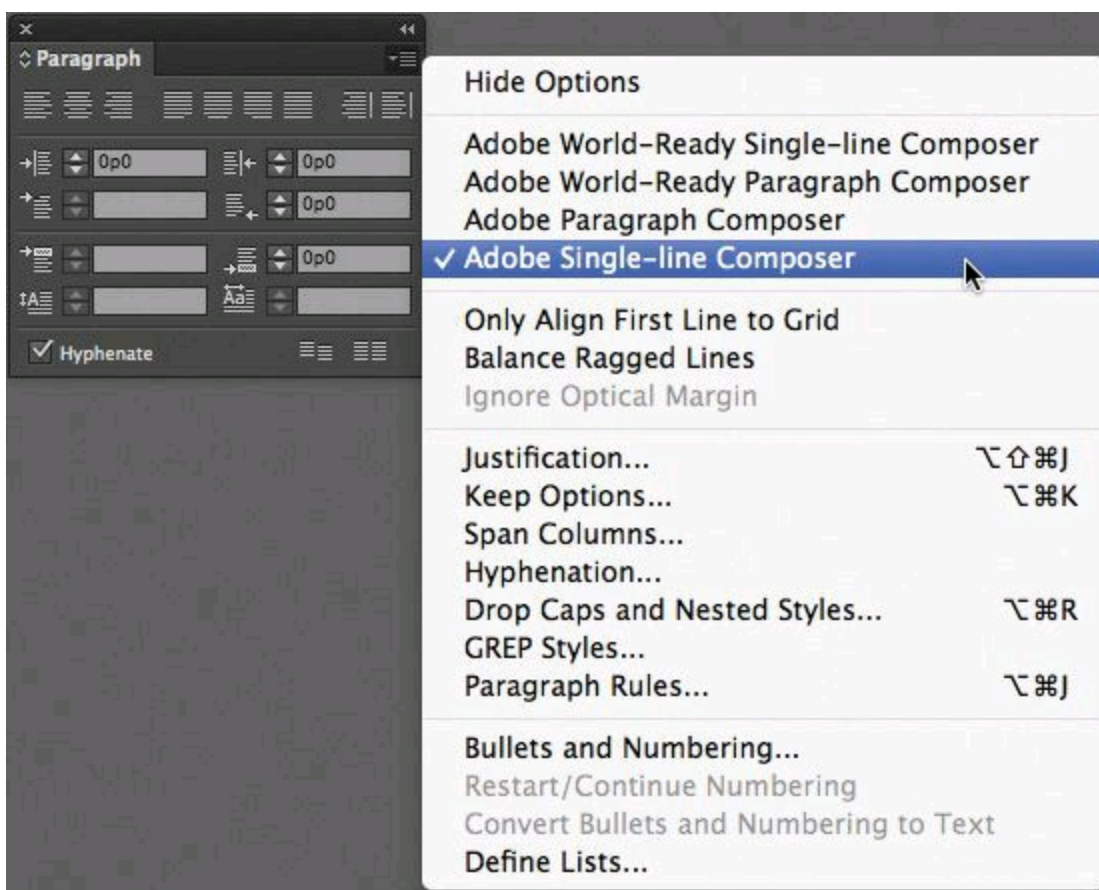 Paragraph
0p0 0p0
0p0
0p0
Hyphenate
Hide Options
Adobe World-Ready Single-line Composer
Adobe World-Ready Paragraph Composer
Adobe Paragraph Composer
✓ Adobe Single-line Composer
Only Align First Line to Grid
Balance Ragged Lines
Ignore Optical Margin
Justification... ⌥⇧⌘J
Keep Options... ⌥⌘K
Span Columns...
Hyphenation...
Drop Caps and Nested Styles... ⌥⌘R
GREP Styles...
Paragraph Rules... ⌥⌘J
Bullets and Numbering...
Restart/Continue Numbering
Convert Bullets and Numbering to Text
Define Lists...